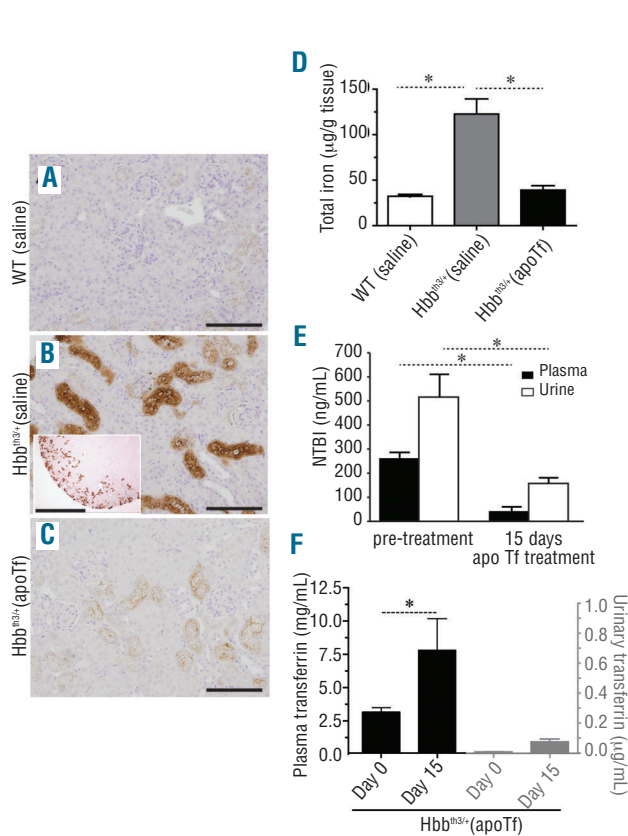 A
WT (saline)
B
Hbbth3/+(saline)
C
Hbbth3/+(apoTf)
D
Total iron (µg/g tissue)
150
100
50
0
* *
WT (saline)
Hbbth3/+(saline)
Hbbth3/+(apoTf)
E
NTBI (ng/mL)
700
600
500
400
300
200
100
0
*
*
Plasma
Urine
pre-treatment
15 days
apo Tf treatment
F
Plasma transferrin (mg/mL)
12.5
10.0
7.5
5.0
2.5
0.0
*
Urinary transferrin (µg/mL)
1.0
0.8
0.6
0.4
0.2
0.0
Day 0
Day 15
Day 0
Day 15
Hbbth3/+(apoTf)